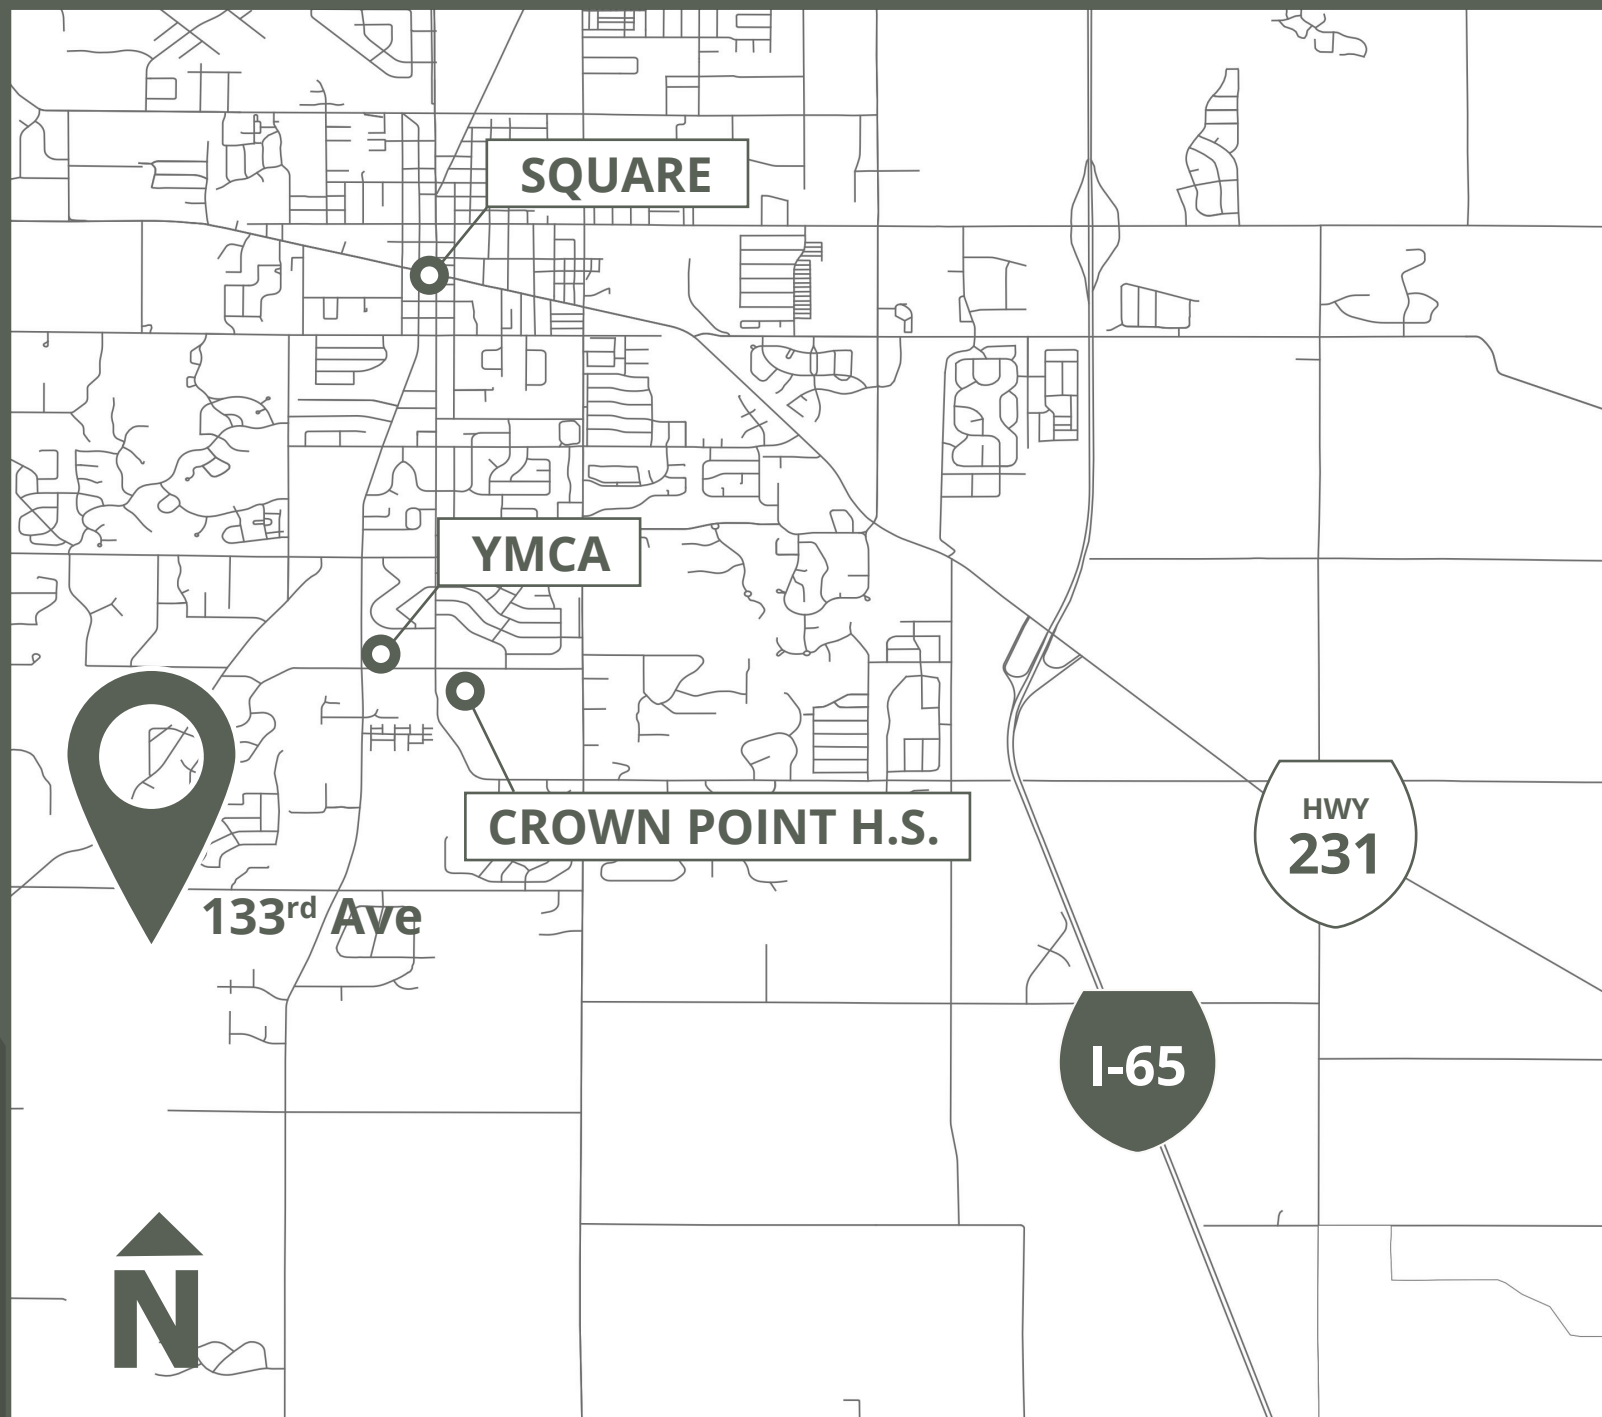 SQUARE
YMCA
CROWN POINT H.S.
HWY
231
133rd Ave
I-65
N